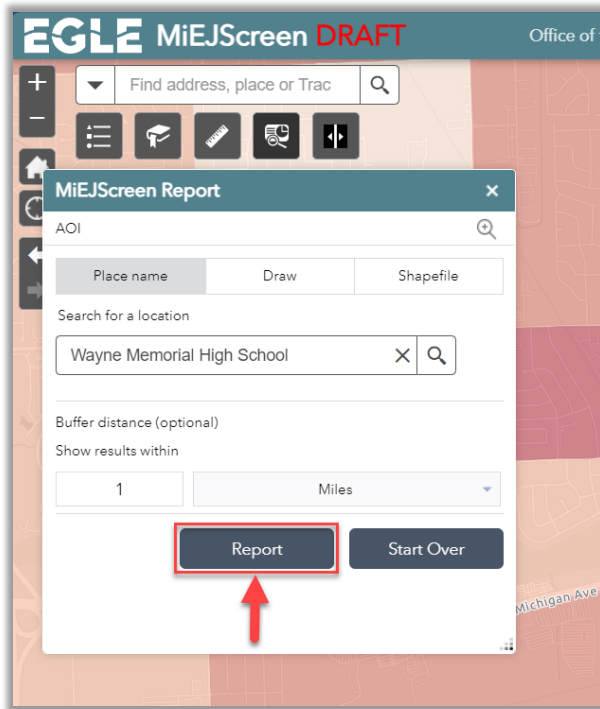 EGLE MiEJScreen DRAFT Office of
Find address, place or Trac
MiEJScreen Report
AOI
Place name Draw Shapefile
Search for a location
Wayne Memorial High School
Buffer distance (optional)
Show results within
1 Miles
Report Start Over
Michigan Ave